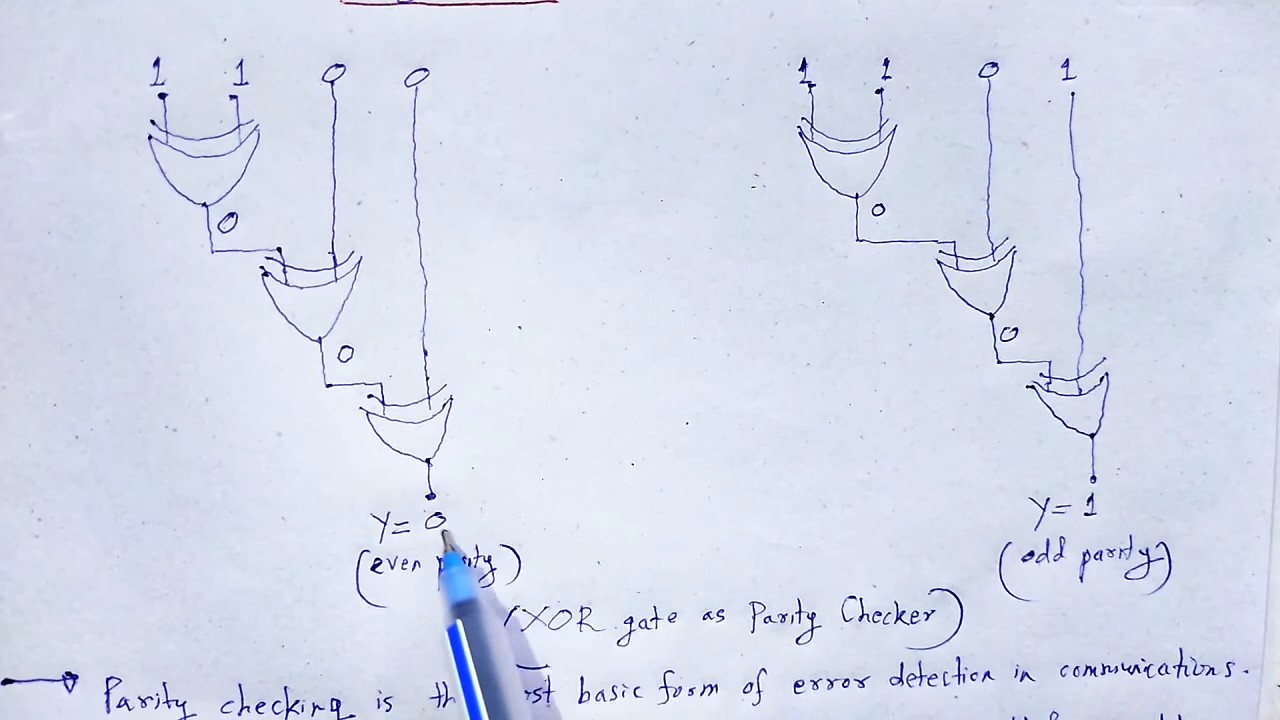 1 1 0 0 1 1 0 1
0 0
0 0
Y= 0 Y= 1
(even (odd parity)
XOR gate as Parity Checker)
Parity checking is basic form of error detection in communications.